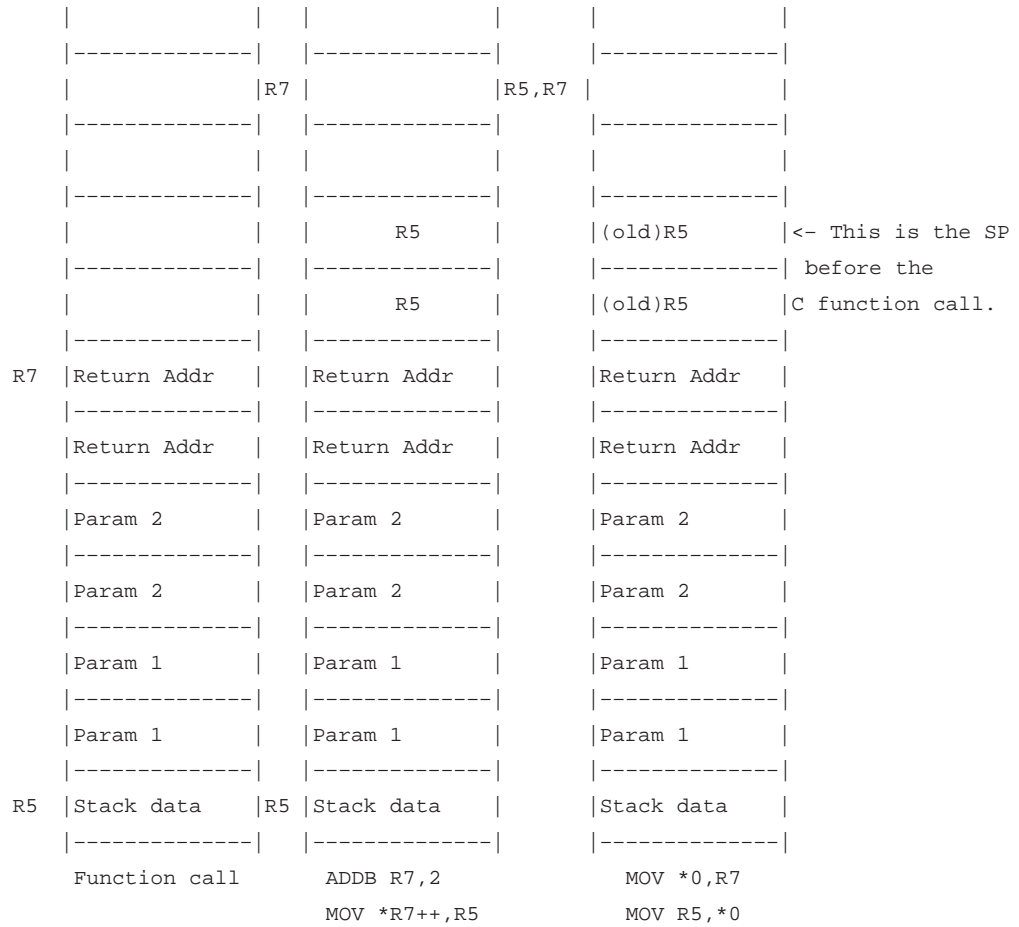 |              | |              |       |              |
|--------------| |--------------|       |--------------|
|              |R7 |              |R5,R7 |              |
|--------------| |--------------|       |--------------|
|              | |              |       |              |
|--------------| |--------------|       |--------------|
|              | |      R5      |       |(old)R5       |<- This is the SP
|--------------| |--------------|       |--------------| before the
|              | |      R5      |       |(old)R5       |C function call.
|--------------| |--------------|       |--------------|
R7 |Return Addr   | |Return Addr   |       |Return Addr   |
|--------------| |--------------|       |--------------|
|Return Addr   | |Return Addr   |       |Return Addr   |
|--------------| |--------------|       |--------------|
|Param 2       | |Param 2       |       |Param 2       |
|--------------| |--------------|       |--------------|
|Param 2       | |Param 2       |       |Param 2       |
|--------------| |--------------|       |--------------|
|Param 1       | |Param 1       |       |Param 1       |
|--------------| |--------------|       |--------------|
|Param 1       | |Param 1       |       |Param 1       |
|--------------| |--------------|       |--------------|
R5 |Stack data    |R5 |Stack data    |       |Stack data    |
|--------------| |--------------|       |--------------|
Function call ADDB R7,2 MOV *0,R7
MOV *R7++,R5 MOV R5,*0